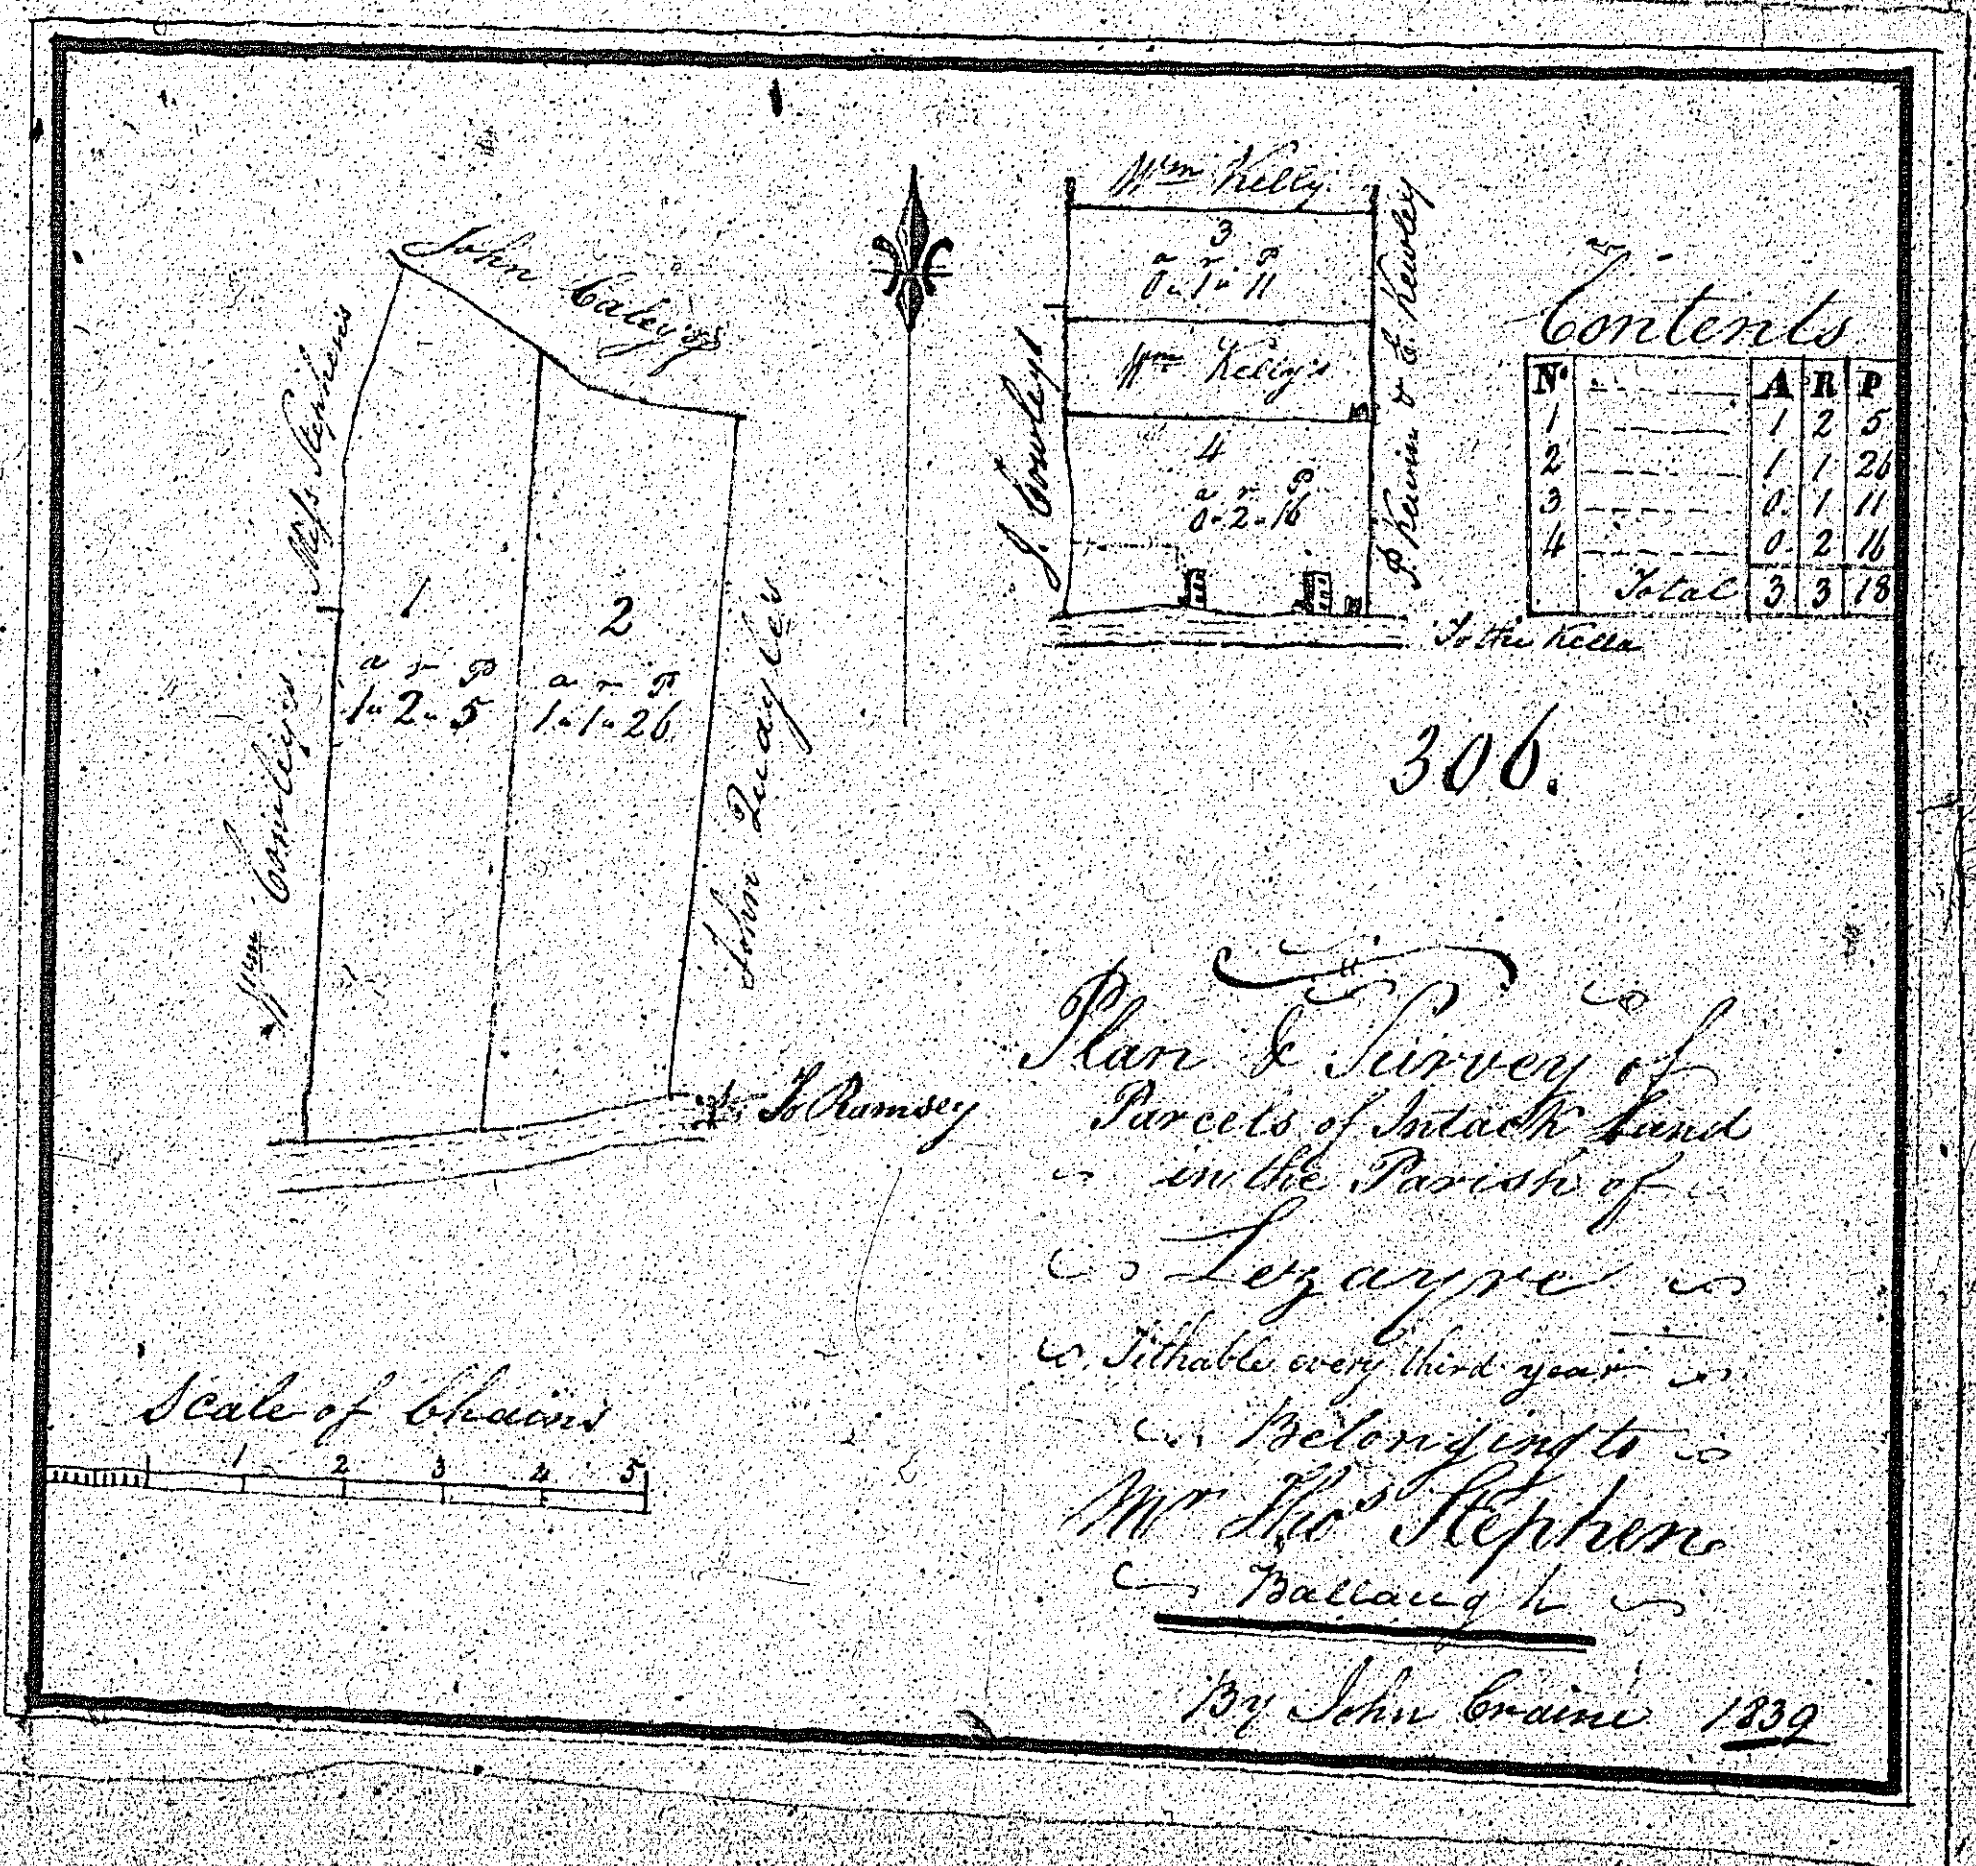 John Caley's
Mess Stephens
Wm Cowley's
John Quayle's
1
a r P
1 " 2 " 5
2
a r P
1 " 1 " 26
To Ramsey
Wm Kelly
3
a r P
0 " 1 " 11
Wm Kelly's
4
a r P
0 " 2 " 16
J. Cowleys
P. Kewin & E. Kewley
To the Kella
Contents
No A R P
1 1 2 5
2 1 1 26
3 0 1 11
4 0 2 16
Total 3 3 18
306.
Plan & Survey of
Parcels of Intack Land
in the Parish of
Lezayre
Tithable every third year
Belonging to
Mr Thos Stephen
Ballaugh
By John Craine 1839
Scale of Chains
1 2 3 4 5